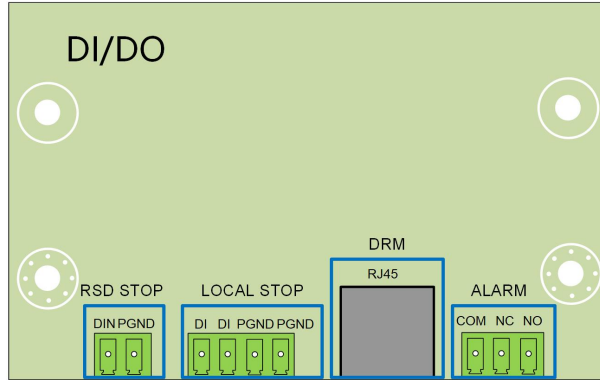 DI/DO
DRM
RJ45
RSD STOP
LOCAL STOP
ALARM
DIN PGND
DI DI PGND PGND
COM NC NO